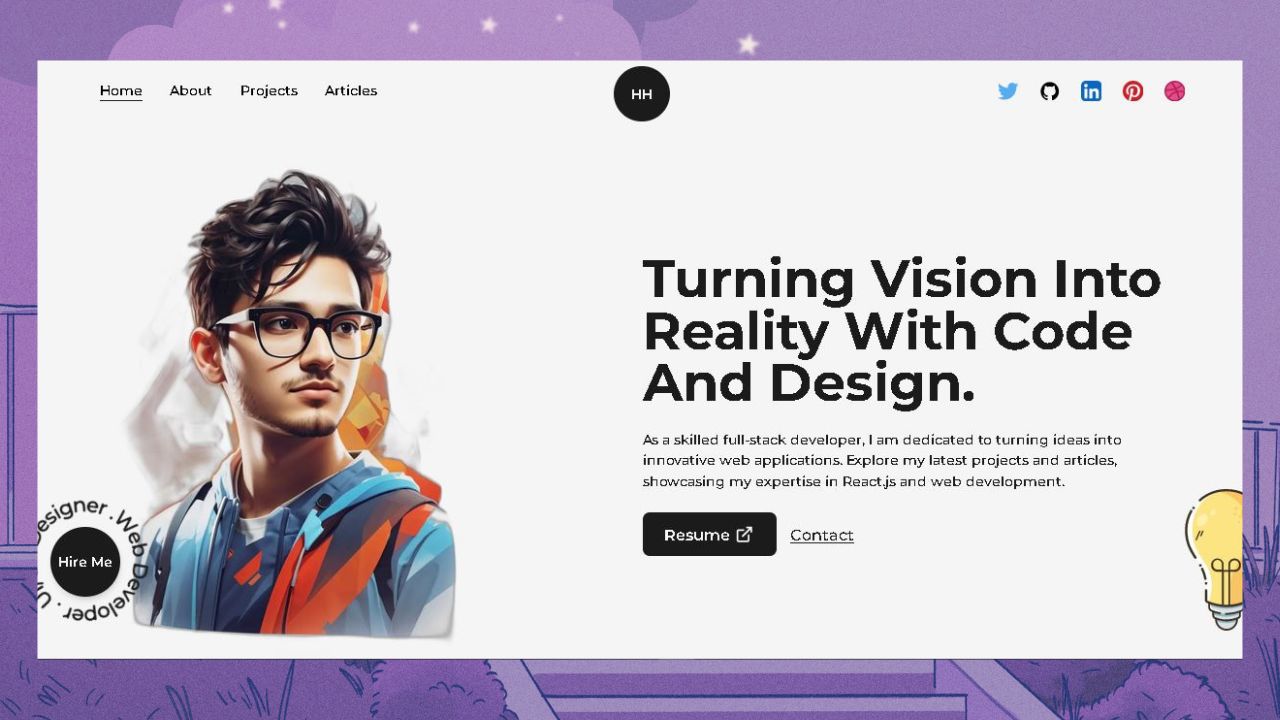 Home About Projects Articles
HH
Turning Vision Into
Reality With Code
And Design.
As a skilled full-stack developer, I am dedicated to turning ideas into
innovative web applications. Explore my latest projects and articles,
showcasing my expertise in React.js and web development.
Resume
Contact
Hire Me
Web Developer .
Designer .
in